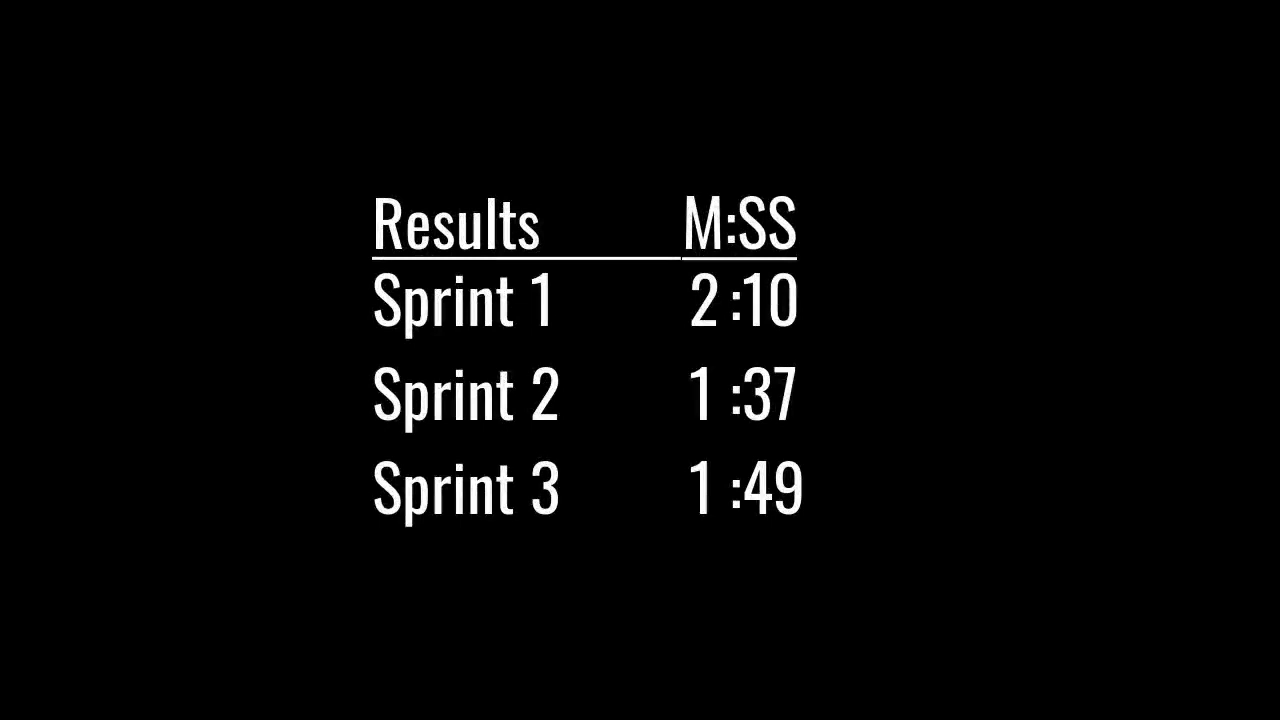 Results M:SS
Sprint 1 2 :10
Sprint 2 1 :37
Sprint 3 1 :49